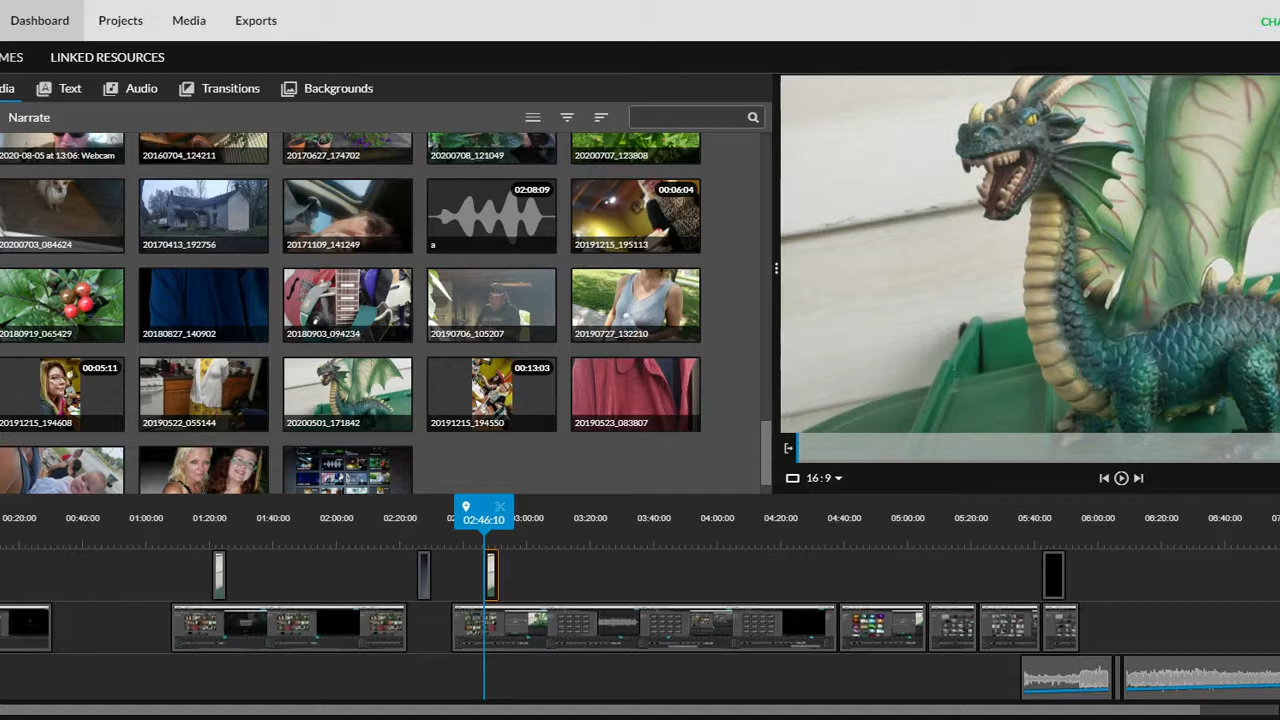 Dashboard Projects Media Exports CHA
MES LINKED RESOURCES
dia Text Audio Transitions Backgrounds
Narrate
2020-08-05 at 13:06: Webcam 20160704_124211 20170627_174702 20200708_121049 20200707_123808
02:08:09 00:06:04
20200703_084624 20170413_192756 20171109_141249 a 20191215_195113
20180919_065429 20180827_140902 20180903_094234 20190706_105207 20190727_132210
00:05:11 00:13:03
20191215_194608 20190522_055144 20200501_171842 20191215_194550 20190523_083807
16:9
00:20:00 00:40:00 01:00:00 01:20:00 01:40:00 02:00:00 02:20:00 02:46:10 03:00:00 03:20:00 03:40:00 04:00:00 04:20:00 04:40:00 05:00:00 05:20:00 05:40:00 06:00:00 06:20:00 06:40:00